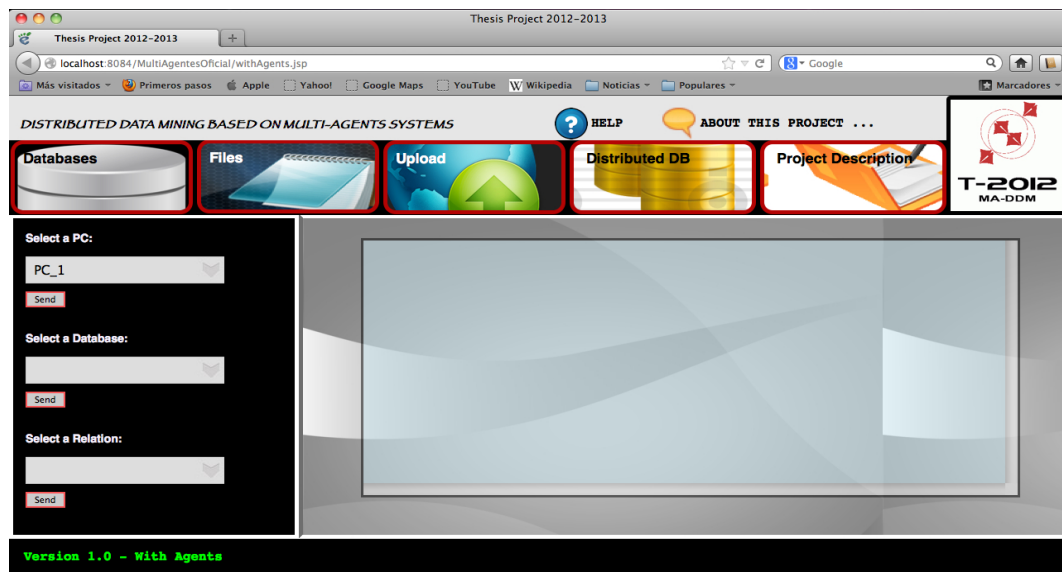 Thesis Project 2012-2013
Thesis Project 2012-2013
localhost:8084/MultiAgentesOficial/withAgents.jsp
Google
Más visitados
Primeros pasos
Apple
Yahoo!
Google Maps
YouTube
W Wikipedia
Noticias
Populares
Marcadores
DISTRIBUTED DATA MINING BASED ON MULTI-AGENTS SYSTEMS
? HELP
ABOUT THIS PROJECT ...
Databases
Files
Upload
Distributed DB
Project Description
T-2012
MA-DDM
Select a PC:
PC_1
Send
Select a Database:
Send
Select a Relation:
Send
Version 1.0 - With Agents